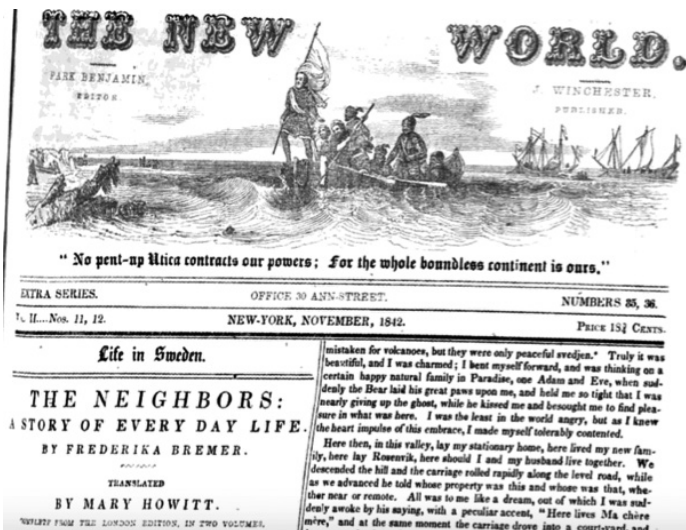 THE NEW WORLD.
PARK BENJAMIN,
EDITOR
J. WINCHESTER,
PUBLISHER.
" No pent-up Utica contracts our powers; For the whole boundless continent is ours."
EXTRA SERIES.
OFFICE 30 ANN-STREET.
NUMBERS 35, 36.
II....Nos. 11, 12.
NEW-YORK, NOVEMBER, 1842.
PRICE 18¾ CENTS.
Life in Sweden.
THE NEIGHBORS:
A STORY OF EVERY DAY LIFE.
BY FREDERIKA BREMER.
TRANSLATED
BY MARY HOWITT.
FROM THE LONDON EDITION, IN TWO VOLUMES.
mistaken for volcanoes, but they were only peaceful svedjen.* Truly it was
beautiful, and I was charmed; I bent myself forward, and was thinking on a
certain happy natural family in Paradise, one Adam and Eve, when sud-
denly the Bear laid his great paws upon me, and held me so tight that I was
nearly giving up the ghost, while he kissed me and besought me to find plea-
sure in what was here. I was the least in the world angry, but as I knew
the heart impulse of this embrace, I made myself tolerably contented.
Here then, in this valley, lay my stationary home, here lived my new fam-
ily, here lay Rosenvik, here should I and my husband live together. We
descended the hill and the carriage rolled rapidly along the level road, while
as we advanced he told whose property was this and whose was that, whe-
ther near or remote. All was to me like a dream, out of which I was sud-
denly awoke by his saying, with a peculiar accent, "Here lives Ma chère
mère," and at the same moment the carriage drove into a court-yard and